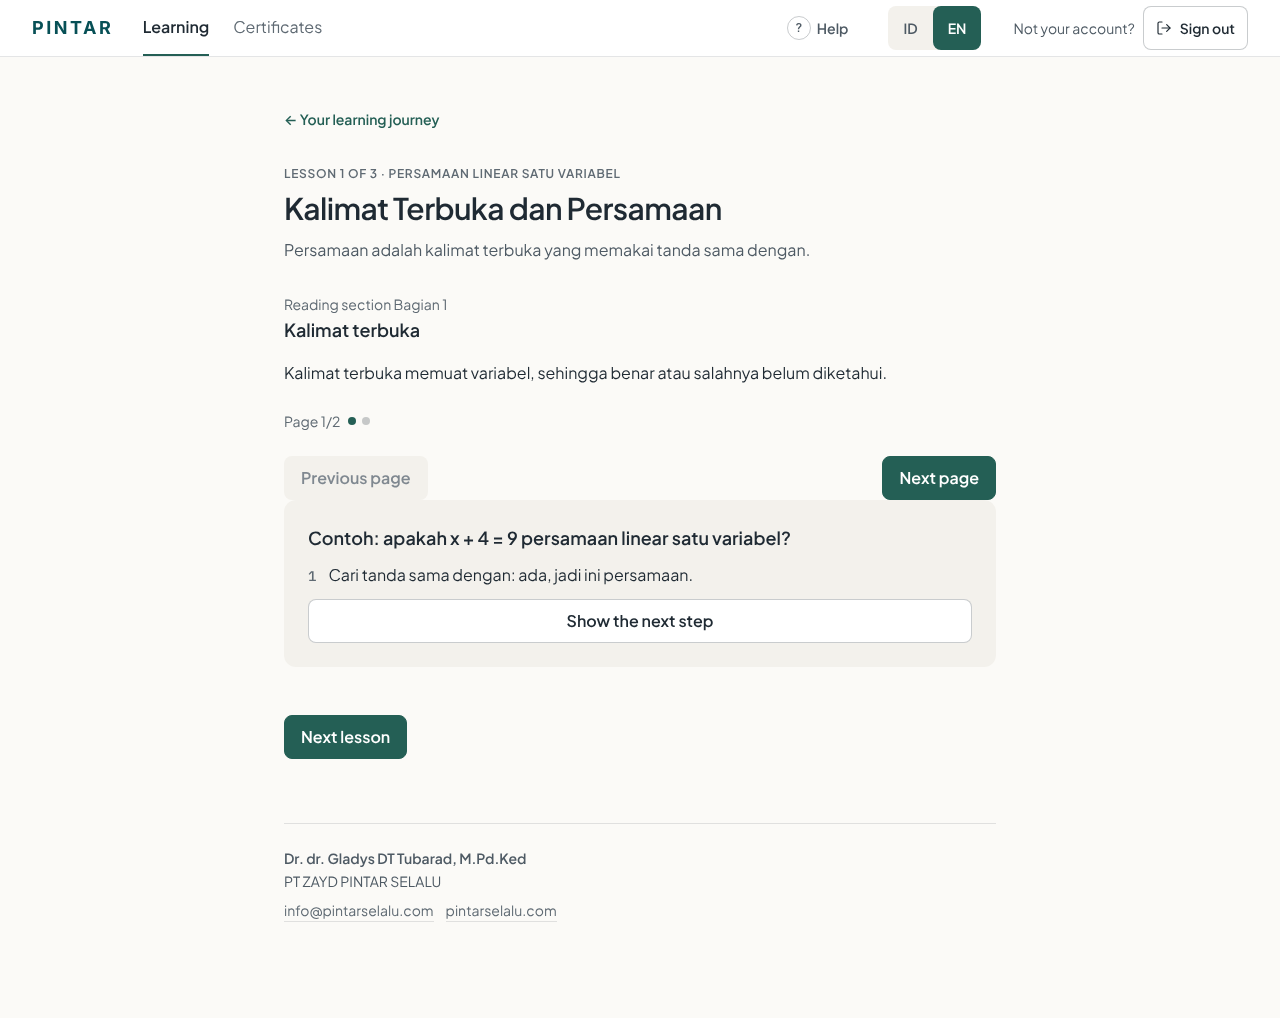 PINTAR
Learning
Certificates
? Help
ID
EN
Not your account?
Sign out
← Your learning journey
LESSON 1 OF 3 · PERSAMAAN LINEAR SATU VARIABEL
Kalimat Terbuka dan Persamaan
Persamaan adalah kalimat terbuka yang memakai tanda sama dengan.
Reading section Bagian 1
Kalimat terbuka
Kalimat terbuka memuat variabel, sehingga benar atau salahnya belum diketahui.
Page 1/2
Previous page
Next page
Contoh: apakah x + 4 = 9 persamaan linear satu variabel?
1 Cari tanda sama dengan: ada, jadi ini persamaan.
Show the next step
Next lesson
Dr. dr. Gladys DT Tubarad, M.Pd.Ked
PT ZAYD PINTAR SELALU
info@pintarselalu.com pintarselalu.com